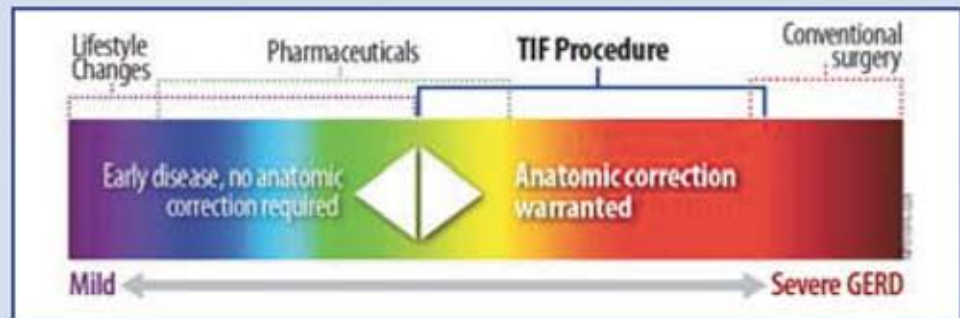 Lifestyle
Changes
Pharmaceuticals
TIF Procedure
Conventional
surgery
Early disease, no anatomic
correction required
Anatomic correction
warranted
Mild
Severe GERD